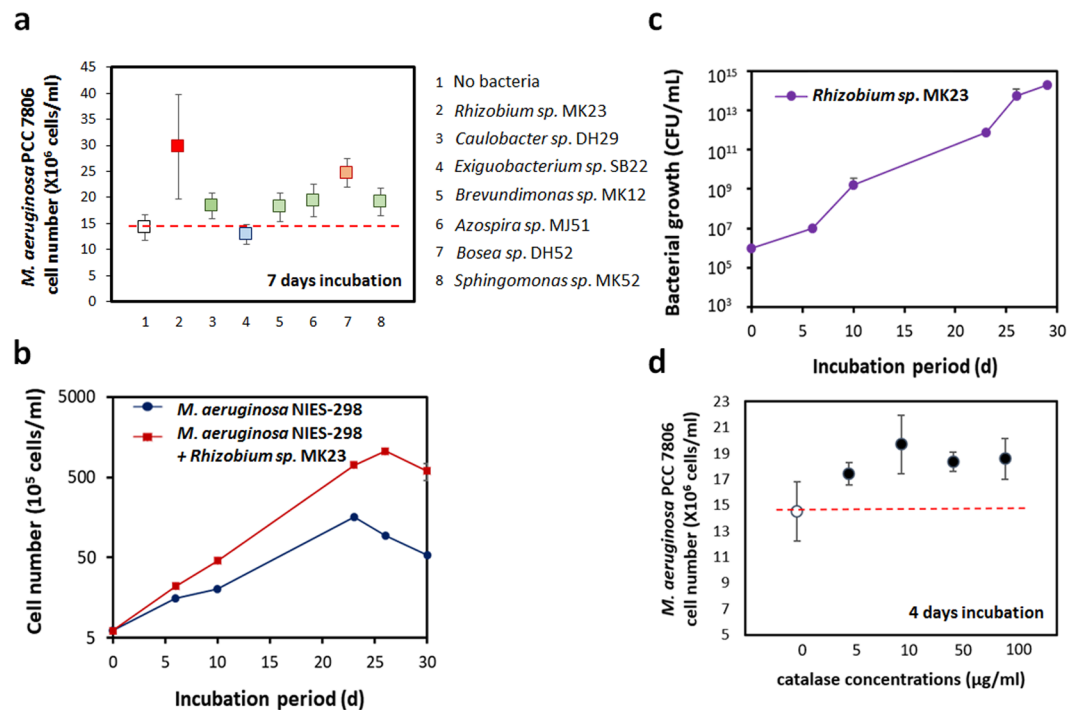 a
M. aeruginosa PCC 7806
cell number (X10⁶ cells/ml)
45
40
35
30
25
20
15
10
5
0
7 days incubation
1 2 3 4 5 6 7 8
1 No bacteria
2 Rhizobium sp. MK23
3 Caulobacter sp. DH29
4 Exiguobacterium sp. SB22
5 Brevundimonas sp. MK12
6 Azospira sp. MJ51
7 Bosea sp. DH52
8 Sphingomonas sp. MK52
b
Cell number (10⁵ cells/ml)
5000
500
50
5
M. aeruginosa NIES-298
M. aeruginosa NIES-298
+ Rhizobium sp. MK23
0 5 10 15 20 25 30
Incubation period (d)
c
Bacterial growth (CFU/mL)
10¹⁵
10¹³
10¹¹
10⁹
10⁷
10⁵
10³
Rhizobium sp. MK23
0 5 10 15 20 25 30
Incubation period (d)
d
M. aeruginosa PCC 7806
cell number (X10⁶ cells/ml)
23
21
19
17
15
13
11
9
7
5
4 days incubation
0 5 10 50 100
catalase concentrations (μg/ml)